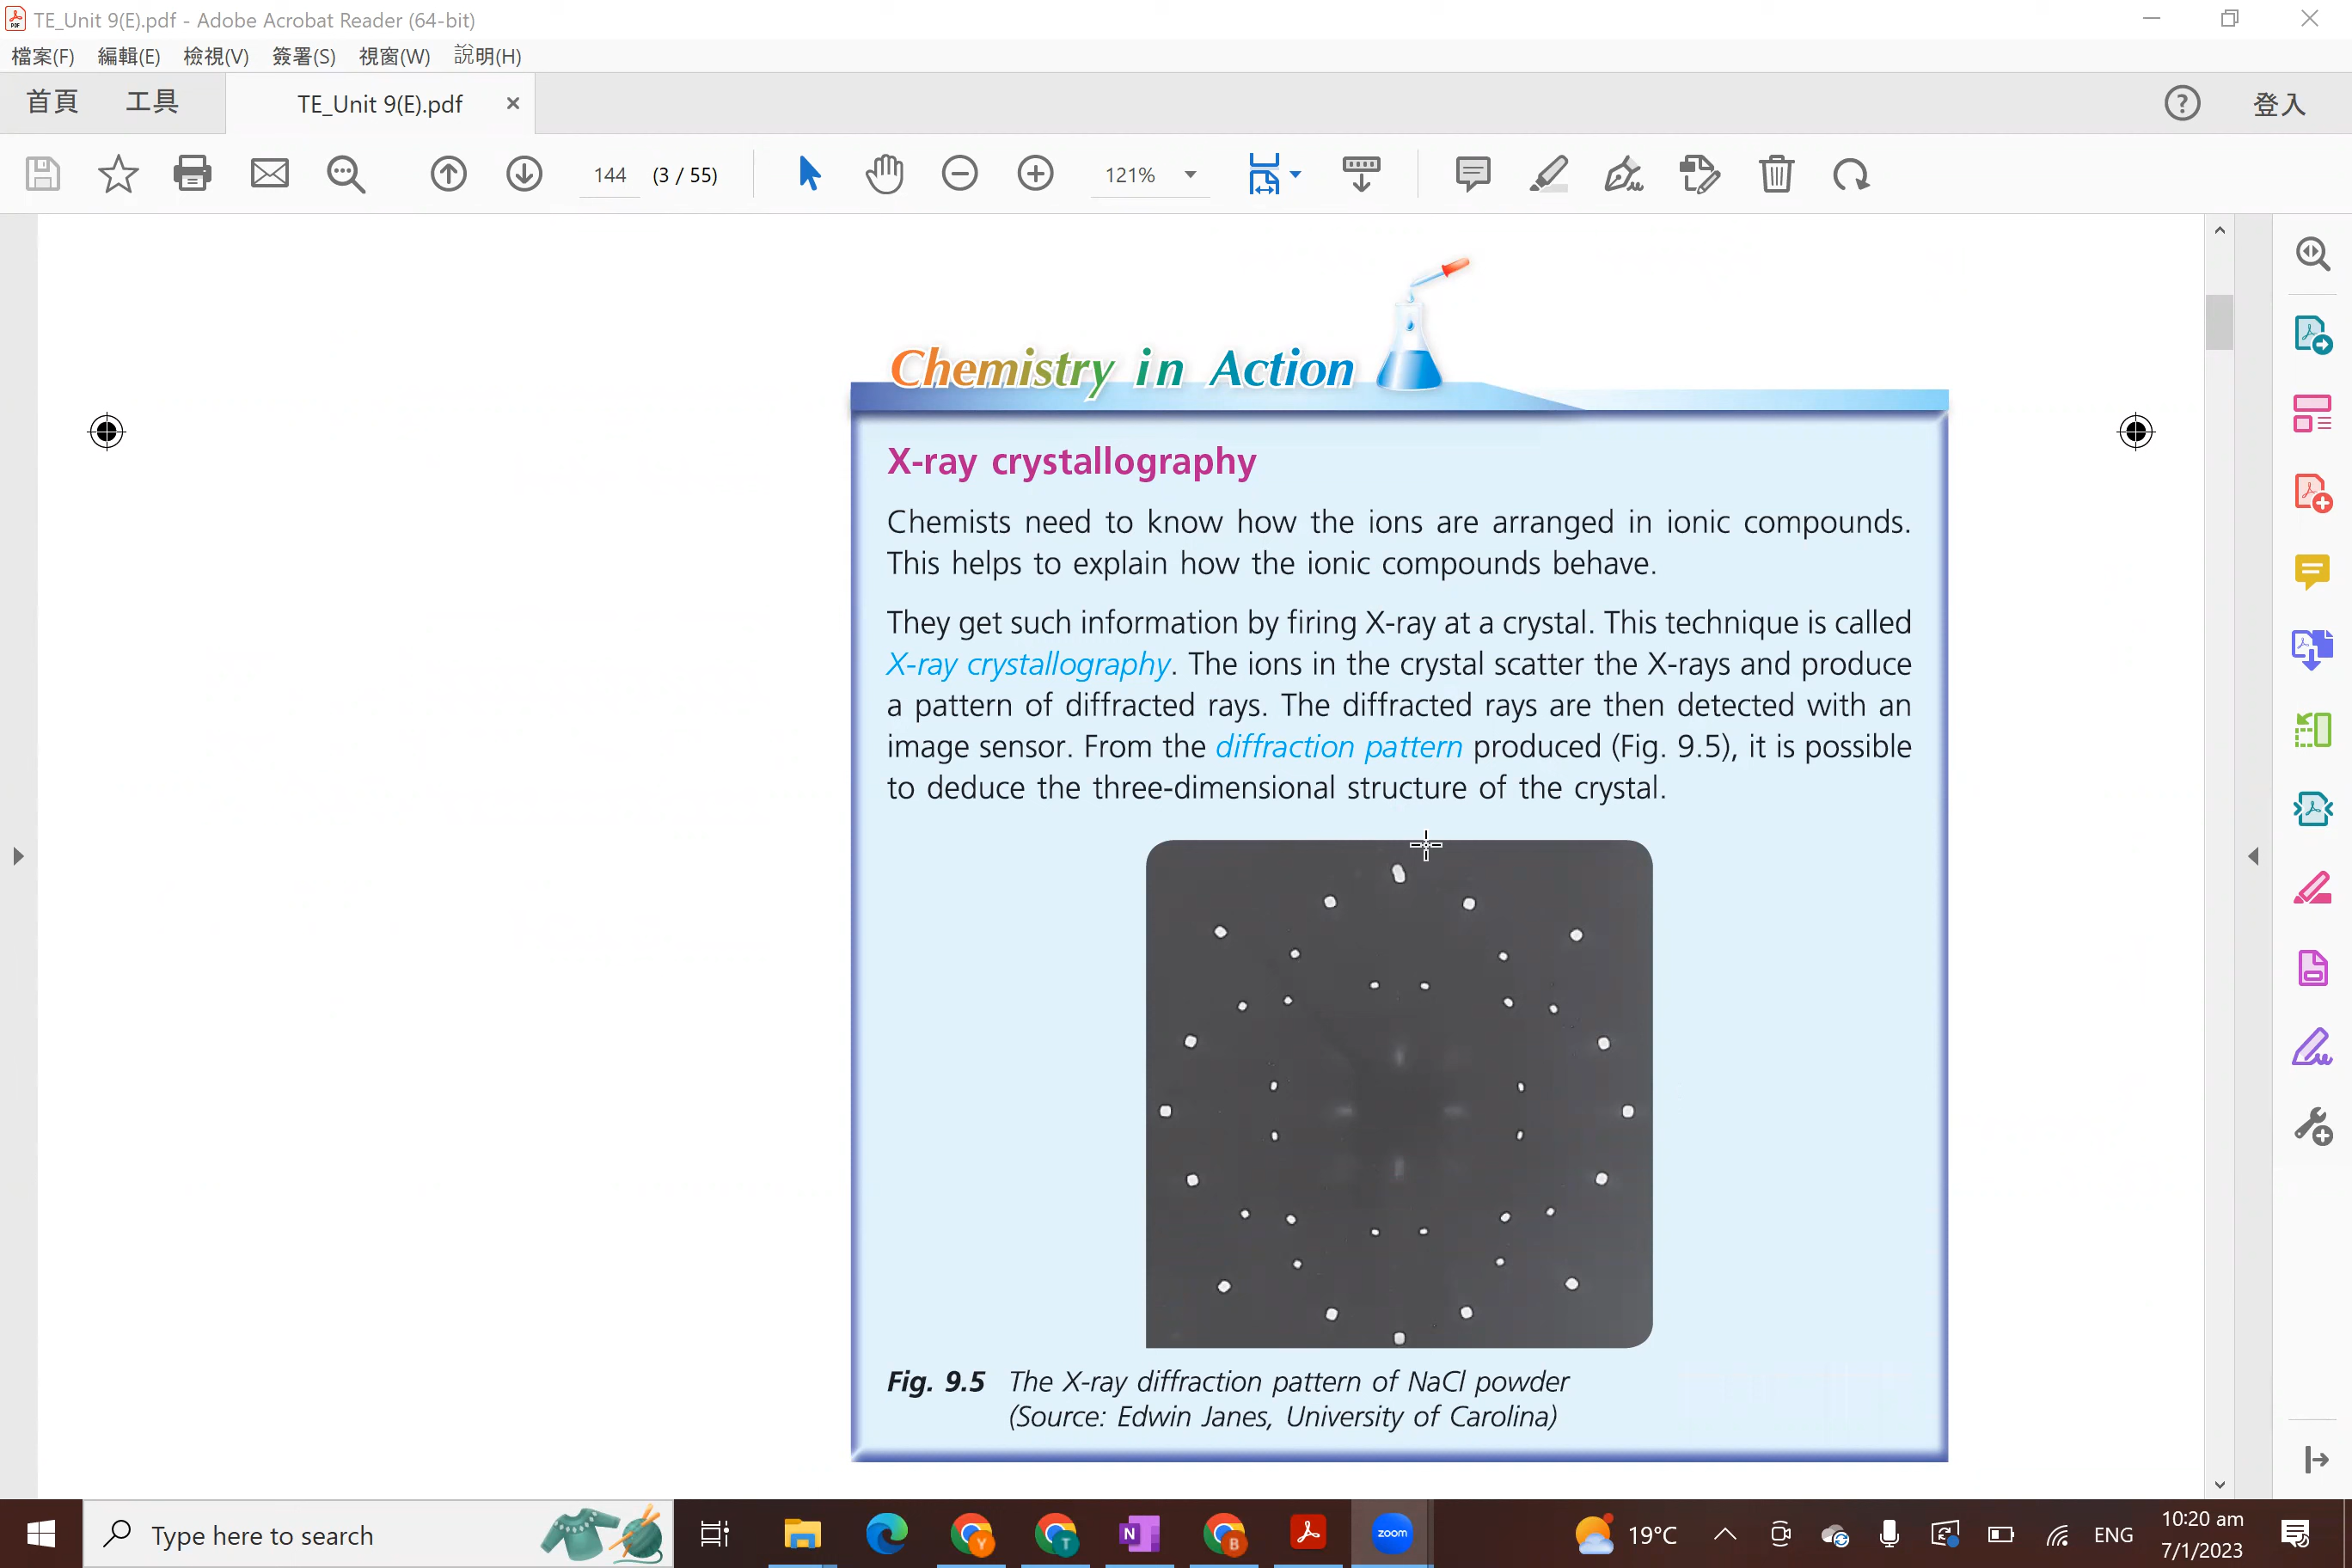 TE_Unit 9(E).pdf - Adobe Acrobat Reader (64-bit)
檔案(F) 編輯(E) 檢視(V) 簽署(S) 視窗(W) 說明(H)
首頁 工具 TE_Unit 9(E).pdf × ? 登入
144 (3 / 55) 121%
Chemistry in Action
X-ray crystallography
Chemists need to know how the ions are arranged in ionic compounds.
This helps to explain how the ionic compounds behave.
They get such information by firing X-ray at a crystal. This technique is called
X-ray crystallography. The ions in the crystal scatter the X-rays and produce
a pattern of diffracted rays. The diffracted rays are then detected with an
image sensor. From the diffraction pattern produced (Fig. 9.5), it is possible
to deduce the three-dimensional structure of the crystal.
Fig. 9.5 The X-ray diffraction pattern of NaCl powder
(Source: Edwin Janes, University of Carolina)
Type here to search
Y
T
N
B
zoom
19°C
ENG
10:20 am
7/1/2023